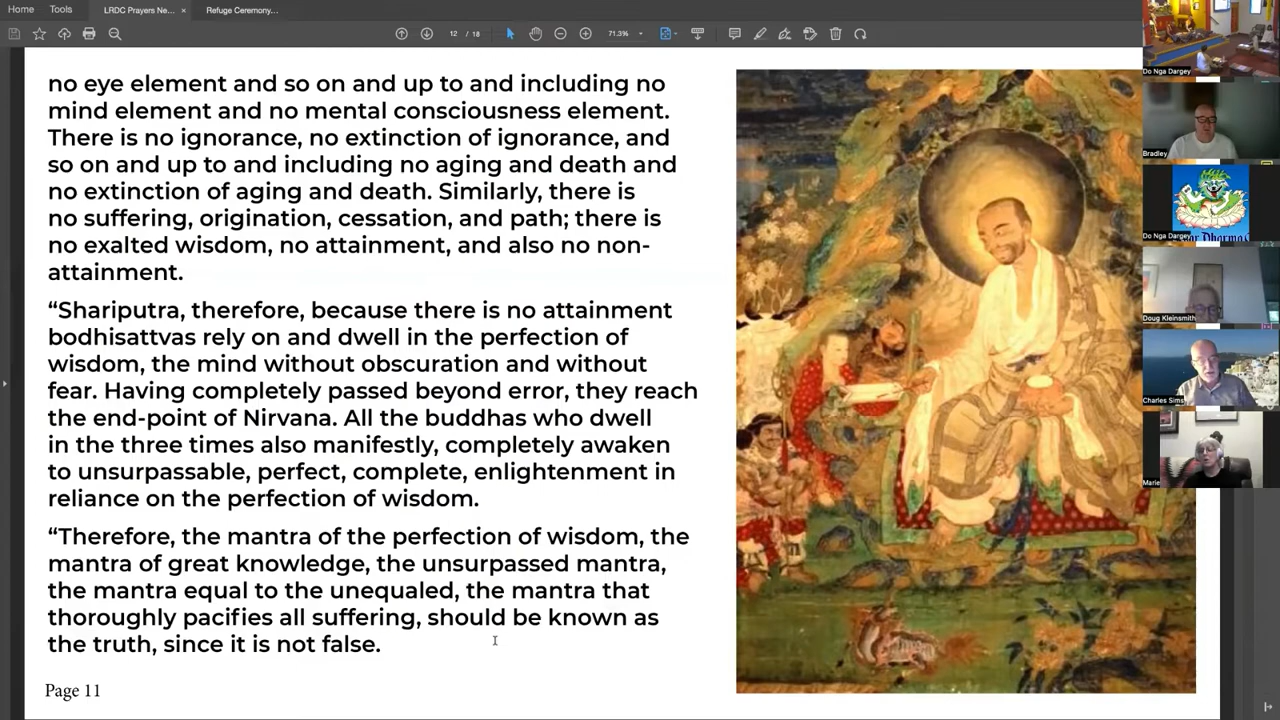 Home Tools LRDC Prayers Ne... × Refuge Ceremony...
12 / 18 71.3%
no eye element and so on and up to and including no
mind element and no mental consciousness element.
There is no ignorance, no extinction of ignorance, and
so on and up to and including no aging and death and
no extinction of aging and death. Similarly, there is
no suffering, origination, cessation, and path; there is
no exalted wisdom, no attainment, and also no non-
attainment.
“Shariputra, therefore, because there is no attainment
bodhisattvas rely on and dwell in the perfection of
wisdom, the mind without obscuration and without
fear. Having completely passed beyond error, they reach
the end-point of Nirvana. All the buddhas who dwell
in the three times also manifestly, completely awaken
to unsurpassable, perfect, complete, enlightenment in
reliance on the perfection of wisdom.
“Therefore, the mantra of the perfection of wisdom, the
mantra of great knowledge, the unsurpassed mantra,
the mantra equal to the unequaled, the mantra that
thoroughly pacifies all suffering, should be known as
the truth, since it is not false.
Page 11
Do Nga Dargey
Bradley
Do Nga Dargey
Doug Kleinsmith
Charles Sims
Marie